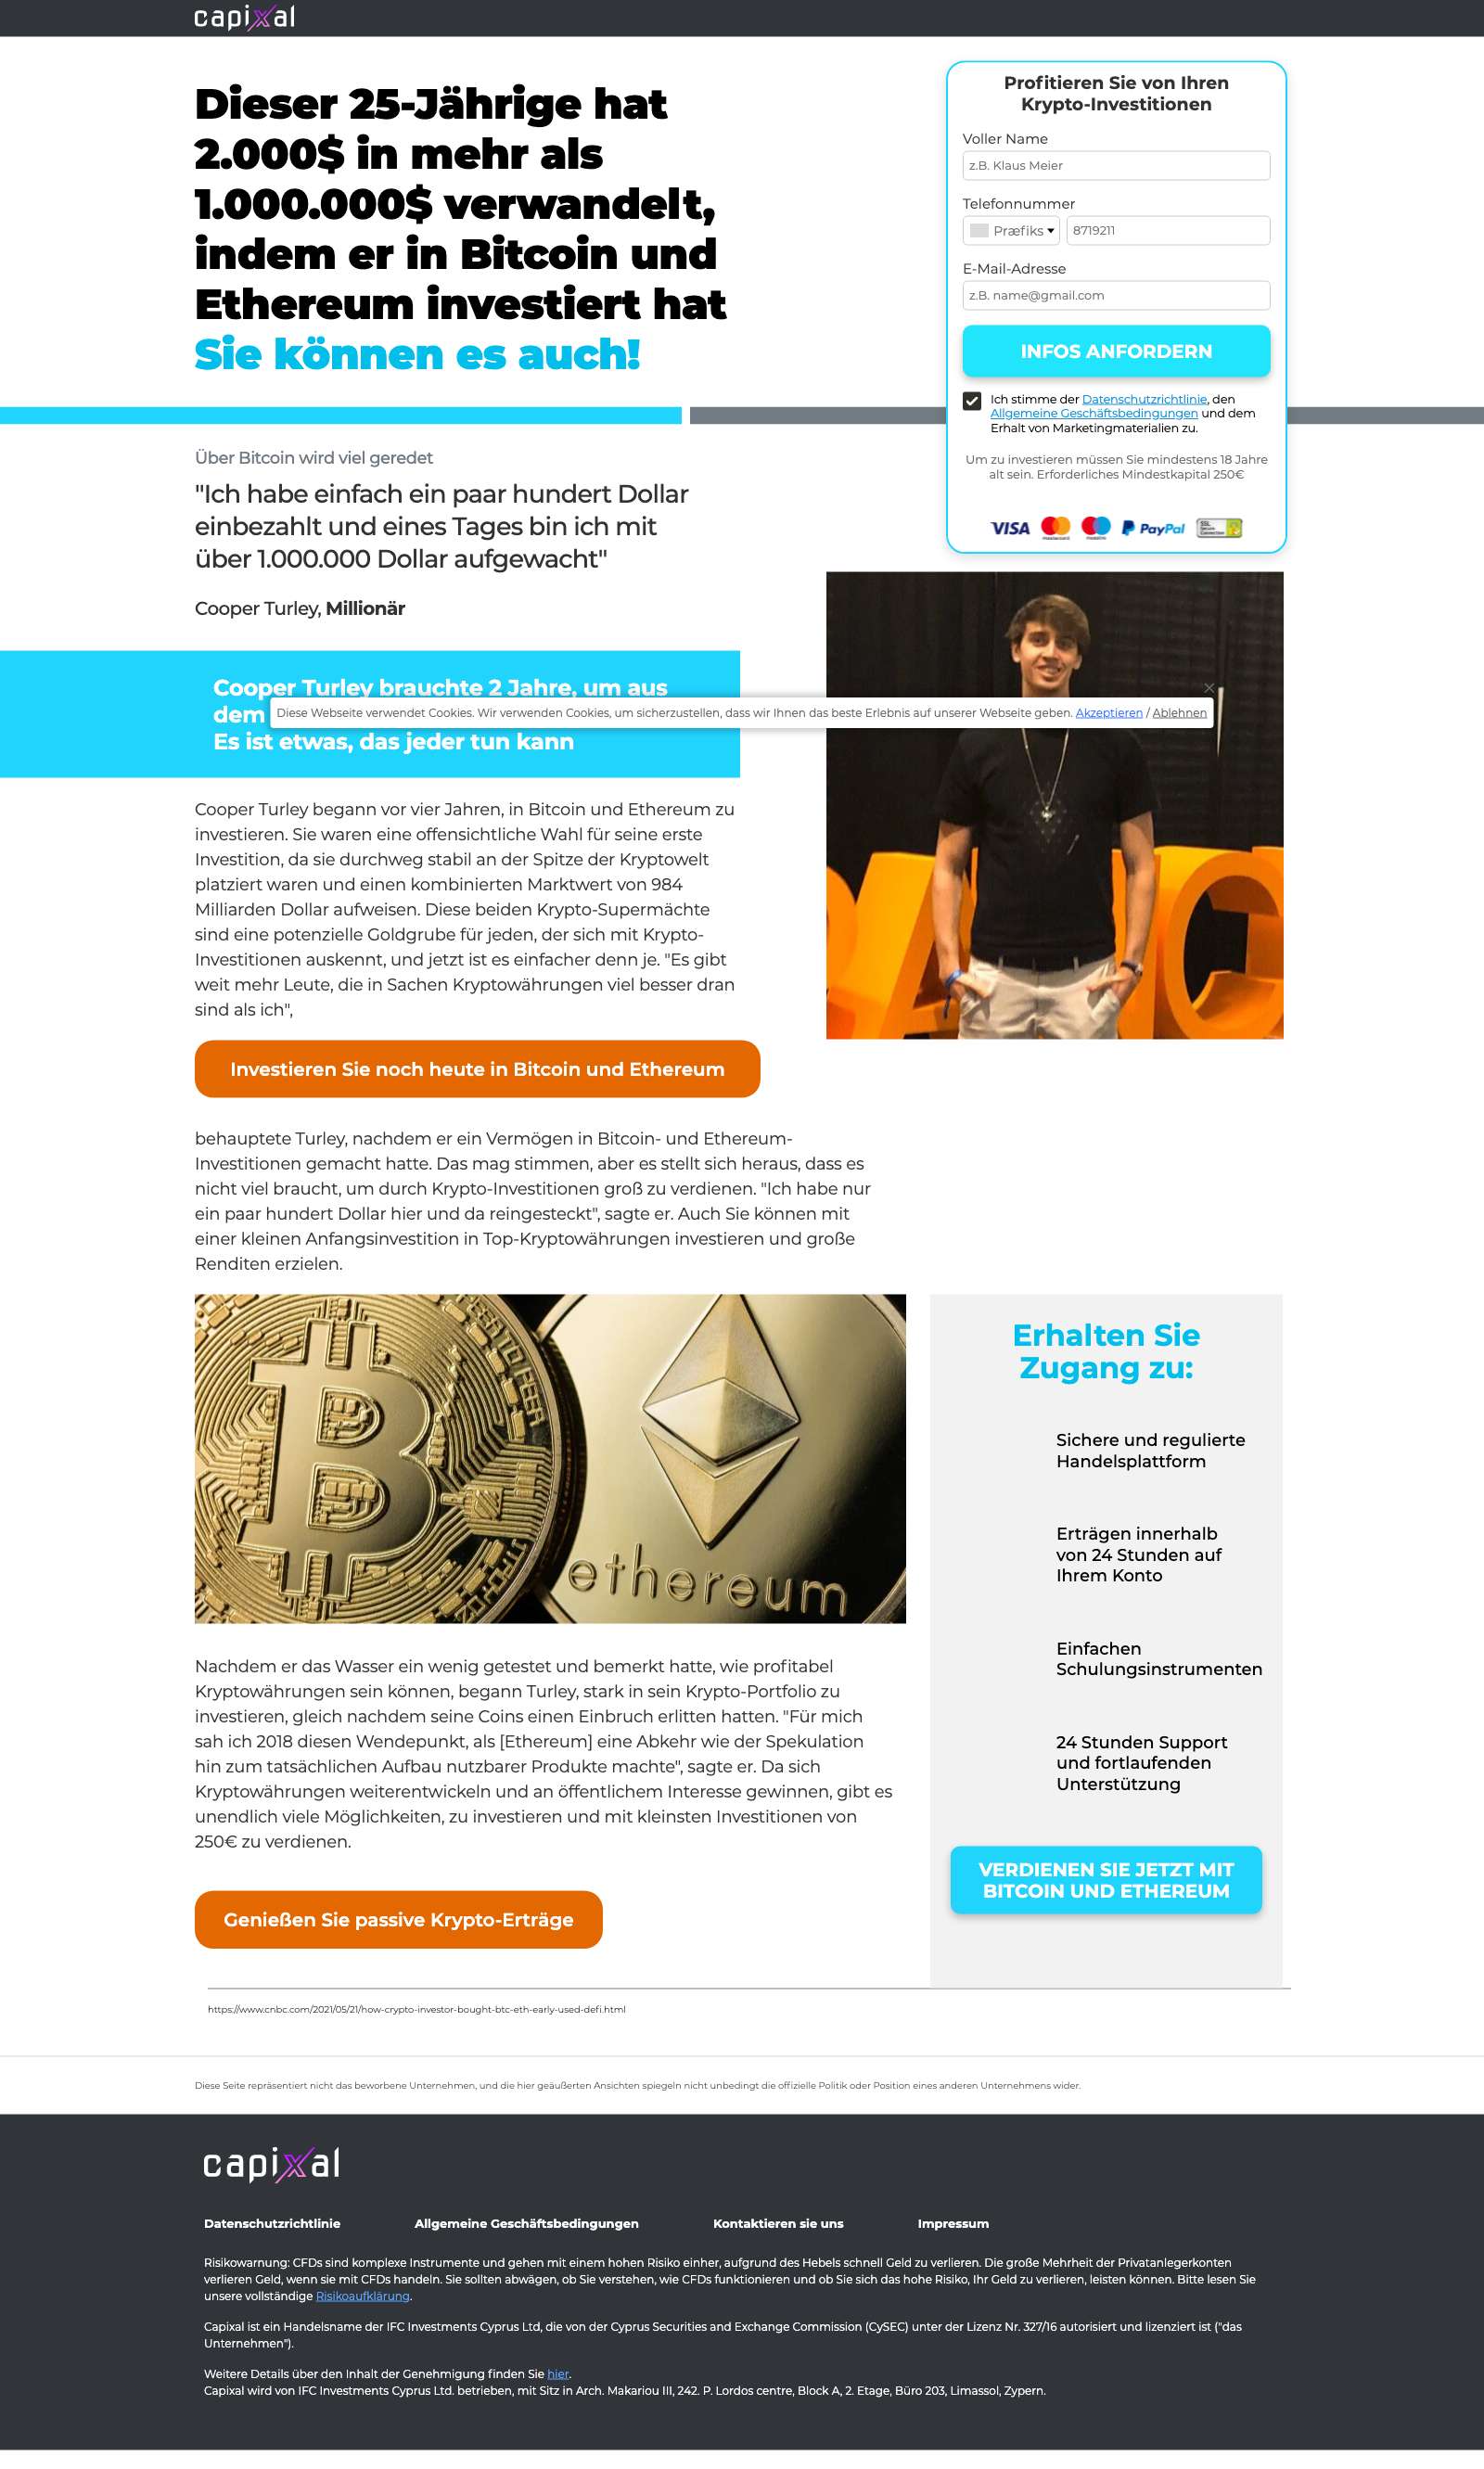 capixal
Dieser 25-Jährige hat
2.000$ in mehr als
1.000.000$ verwandelt,
indem er in Bitcoin und
Ethereum investiert hat
Sie können es auch!
Profitieren Sie von Ihren
Krypto-Investitionen
Voller Name
z.B. Klaus Meier
Telefonnummer
Præfiks 8719211
E-Mail-Adresse
z.B. name@gmail.com
INFOS ANFORDERN
Ich stimme der Datenschutzrichtlinie, den
Allgemeine Geschäftsbedingungen und dem
Erhalt von Marketingmaterialien zu.
Um zu investieren müssen Sie mindestens 18 Jahre
alt sein. Erforderliches Mindestkapital 250€
VISA PayPal SSL
Über Bitcoin wird viel geredet
"Ich habe einfach ein paar hundert Dollar
einbezahlt und eines Tages bin ich mit
über 1.000.000 Dollar aufgewacht"
Cooper Turley, Millionär
Cooper Turley brauchte 2 Jahre, um aus
dem
Es ist etwas, das jeder tun kann
Diese Webseite verwendet Cookies. Wir verwenden Cookies, um sicherzustellen, dass wir Ihnen das beste Erlebnis auf unserer Webseite geben. Akzeptieren / Ablehnen
Cooper Turley begann vor vier Jahren, in Bitcoin und Ethereum zu
investieren. Sie waren eine offensichtliche Wahl für seine erste
Investition, da sie durchweg stabil an der Spitze der Kryptowelt
platziert waren und einen kombinierten Marktwert von 984
Milliarden Dollar aufweisen. Diese beiden Krypto-Supermächte
sind eine potenzielle Goldgrube für jeden, der sich mit Krypto-
Investitionen auskennt, und jetzt ist es einfacher denn je. "Es gibt
weit mehr Leute, die in Sachen Kryptowährungen viel besser dran
sind als ich",
Investieren Sie noch heute in Bitcoin und Ethereum
behauptete Turley, nachdem er ein Vermögen in Bitcoin- und Ethereum-
Investitionen gemacht hatte. Das mag stimmen, aber es stellt sich heraus, dass es
nicht viel braucht, um durch Krypto-Investitionen groß zu verdienen. "Ich habe nur
ein paar hundert Dollar hier und da reingesteckt", sagte er. Auch Sie können mit
einer kleinen Anfangsinvestition in Top-Kryptowährungen investieren und große
Renditen erzielen.
ethereum
Erhalten Sie
Zugang zu:
Sichere und regulierte
Handelsplattform
Erträgen innerhalb
von 24 Stunden auf
Ihrem Konto
Einfachen
Schulungsinstrumenten
24 Stunden Support
und fortlaufenden
Unterstützung
VERDIENEN SIE JETZT MIT
BITCOIN UND ETHEREUM
Nachdem er das Wasser ein wenig getestet und bemerkt hatte, wie profitabel
Kryptowährungen sein können, begann Turley, stark in sein Krypto-Portfolio zu
investieren, gleich nachdem seine Coins einen Einbruch erlitten hatten. "Für mich
sah ich 2018 diesen Wendepunkt, als [Ethereum] eine Abkehr wie der Spekulation
hin zum tatsächlichen Aufbau nutzbarer Produkte machte", sagte er. Da sich
Kryptowährungen weiterentwickeln und an öffentlichem Interesse gewinnen, gibt es
unendlich viele Möglichkeiten, zu investieren und mit kleinsten Investitionen von
250€ zu verdienen.
Genießen Sie passive Krypto-Erträge
https://www.cnbc.com/2021/05/21/how-crypto-investor-bought-btc-eth-early-used-defi.html
Diese Seite repräsentiert nicht das beworbene Unternehmen, und die hier geäußerten Ansichten spiegeln nicht unbedingt die offizielle Politik oder Position eines anderen Unternehmens wider.
capixal
Datenschutzrichtlinie Allgemeine Geschäftsbedingungen Kontaktieren sie uns Impressum
Risikowarnung: CFDs sind komplexe Instrumente und gehen mit einem hohen Risiko einher, aufgrund des Hebels schnell Geld zu verlieren. Die große Mehrheit der Privatanlegerkonten
verlieren Geld, wenn sie mit CFDs handeln. Sie sollten abwägen, ob Sie verstehen, wie CFDs funktionieren und ob Sie sich das hohe Risiko, Ihr Geld zu verlieren, leisten können. Bitte lesen Sie
unsere vollständige Risikoaufklärung.
Capixal ist ein Handelsname der IFC Investments Cyprus Ltd, die von der Cyprus Securities and Exchange Commission (CySEC) unter der Lizenz Nr. 327/16 autorisiert und lizenziert ist ("das
Unternehmen").
Weitere Details über den Inhalt der Genehmigung finden Sie hier.
Capixal wird von IFC Investments Cyprus Ltd. betrieben, mit Sitz in Arch. Makariou III, 242. P. Lordos centre, Block A, 2. Etage, Büro 203, Limassol, Zypern.